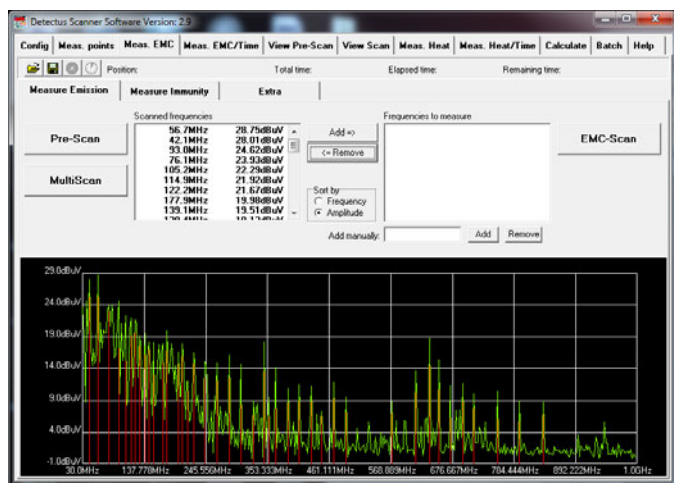 Detectus Scanner Software Version: 2.9
Config Meas. points Meas. EMC Meas. EMC/Time View Pre-Scan View Scan Meas. Heat Meas. Heat/Time Calculate Batch Help
Position: Total time: Elapsed time: Remaining time:
Measure Emission Measure Immunity Extra
Scanned frequencies Frequencies to measure
Pre-Scan
MultiScan
56.7MHz 28.75dBuV
42.1MHz 28.01dBuV
93.0MHz 24.62dBuV
76.1MHz 23.93dBuV
105.2MHz 22.29dBuV
114.9MHz 21.92dBuV
122.2MHz 21.67dBuV
177.9MHz 19.98dBuV
139.1MHz 19.51dBuV
Add =>
<= Remove
Sort by
Frequency
Amplitude
EMC-Scan
Add manually: Add Remove
29.0dBuV
24.0dBuV
19.0dBuV
14.0dBuV
9.0dBuV
4.0dBuV
-1.0dBuV
30.0MHz 137.778MHz 245.556MHz 353.333MHz 461.111MHz 568.889MHz 676.667MHz 784.444MHz 892.222MHz 1.0GHz